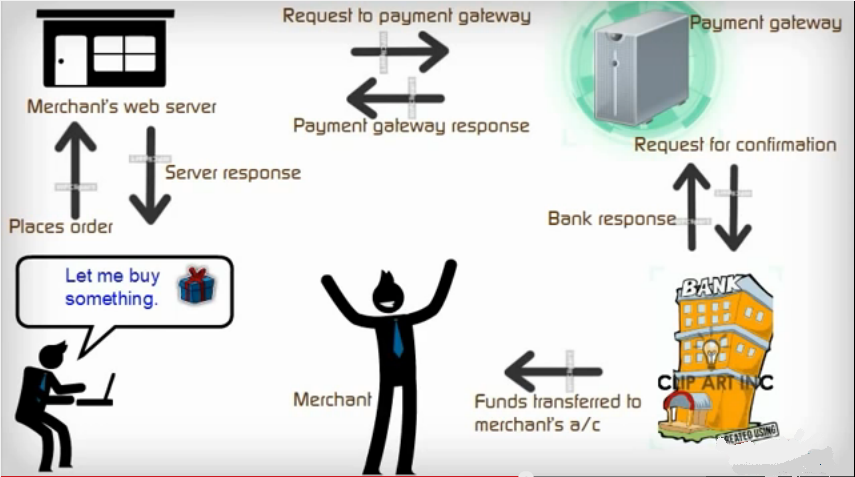 Request to payment gateway
Payment gateway
Merchant's web server
Payment gateway response
Request for confirmation
Server response
Places order
Bank response
Let me buy
something.
BANK
CLIP ART INC
Merchant
Funds transferred to
merchant's a/c
CREATED USING